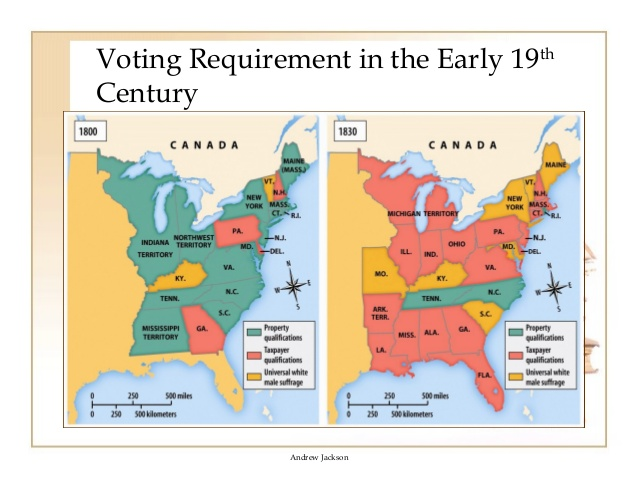 Voting Requirement in the Early 19th
Century
1800
CANADA
MAINE
(MASS.)
VT.
N.H.
NEW
YORK
MASS.
CT.
R.I.
PA.
N.J.
MD.
DEL.
INDIANA
TERRITORY
NORTHWEST
TERRITORY
VA.
KY.
N.C.
TENN.
S.C.
MISSISSIPPI
TERRITORY
GA.
N
W
E
S
Property
qualifications
Taxpayer
qualifications
Universal white
male suffrage
0 250 500 miles
0 250 500 kilometers
1830
CANADA
MAINE
VT.
N.H.
NEW
YORK
MASS.
CT.
R.I.
MICHIGAN TERRITORY
PA.
N.J.
MD.
DEL.
ILL.
IND.
OHIO
MO.
KY.
VA.
N.C.
TENN.
S.C.
ARK.
TERR.
MISS.
ALA.
GA.
LA.
FLA.
N
W
E
S
Property
qualifications
Taxpayer
qualifications
Universal white
male suffrage
0 250 500 miles
0 250 500 kilometers
Andrew Jackson